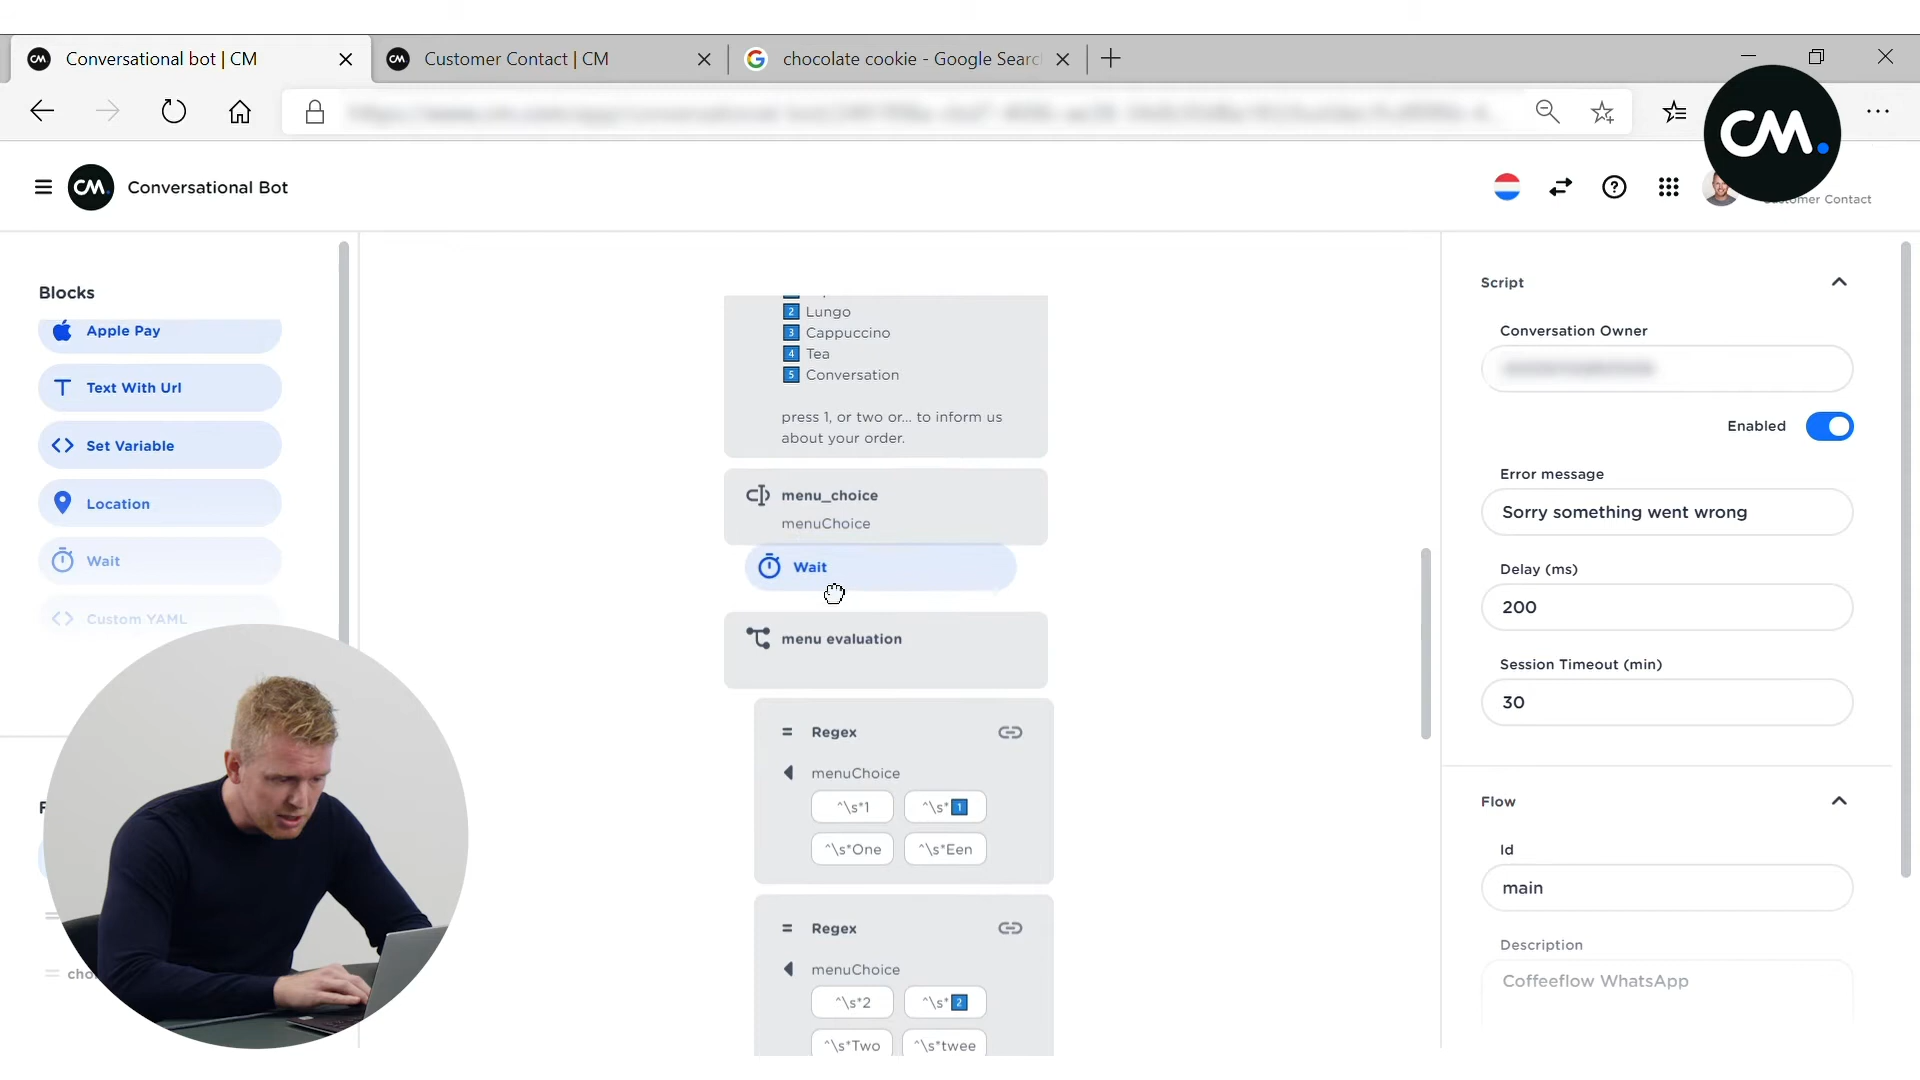 Conversational bot | CM
Customer Contact | CM
chocolate cookie - Google Searc
CM.
CM. Conversational Bot
Customer Contact
Blocks
Apple Pay
Text With Url
Set Variable
Location
Wait
Custom YAML
2 Lungo
3 Cappuccino
4 Tea
5 Conversation
press 1, or two or... to inform us
about your order.
menu_choice
menuChoice
Wait
menu evaluation
= Regex
menuChoice
^\s*1 ^\s*1
^\s*One ^\s*Een
= Regex
menuChoice
^\s*2 ^\s*2
^\s*Two ^\s*twee
Script
Conversation Owner
Enabled
Error message
Sorry something went wrong
Delay (ms)
200
Session Timeout (min)
30
Flow
Id
main
Description
Coffeeflow WhatsApp